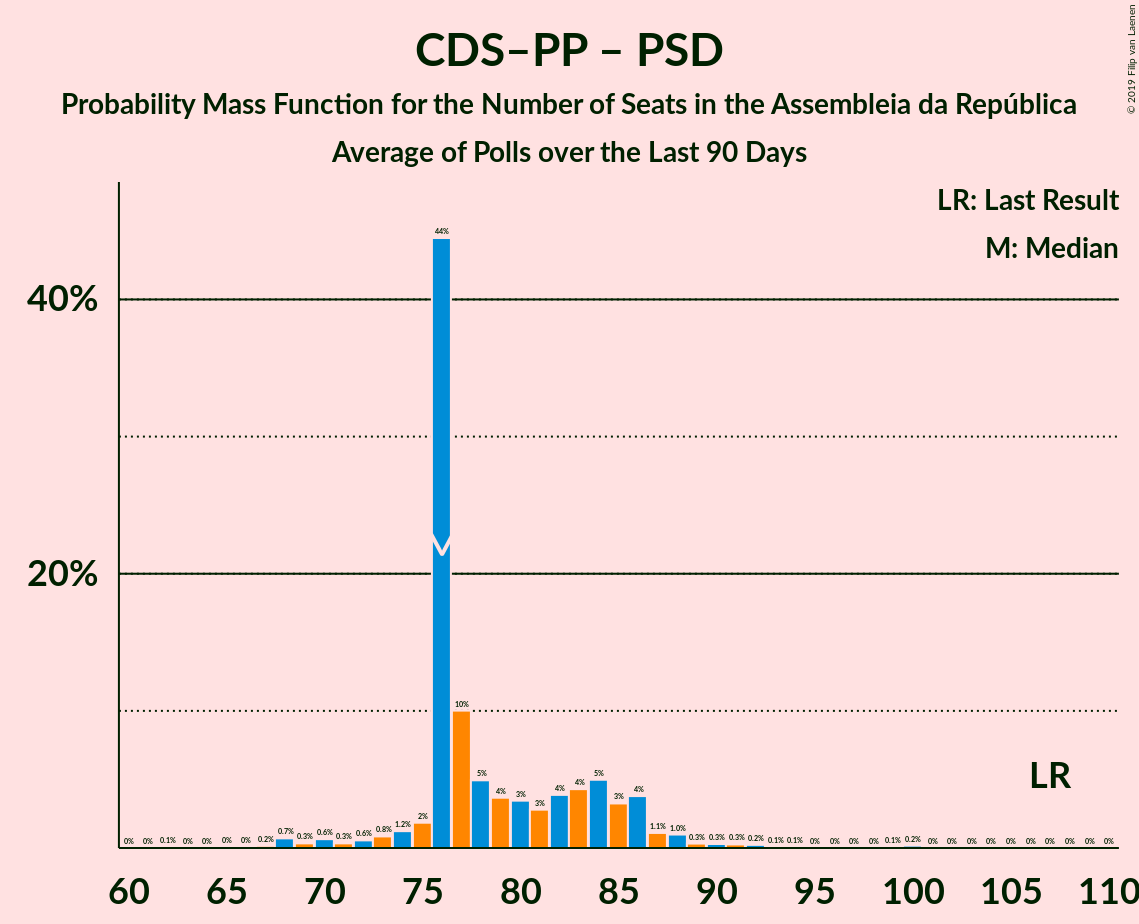 CDS–PP – PSD
Probability Mass Function for the Number of Seats in the Assembleia da República
Average of Polls over the Last 90 Days
© 2019 Filip van Laenen
LR: Last Result
M: Median
40%
20%
44%
10%
LR
0% 0% 0.1% 0% 0% 0% 0% 0.2% 0.7% 0.3% 0.6% 0.3% 0.6% 0.8% 1.2% 2% 5% 4% 3% 3% 4% 4% 5% 3% 4% 1.1% 1.0% 0.3% 0.3% 0.3% 0.2% 0.1% 0.1% 0% 0% 0% 0% 0.1% 0.2% 0% 0% 0% 0% 0% 0% 0% 0% 0% 0%
60 65 70 75 80 85 90 95 100 105 110